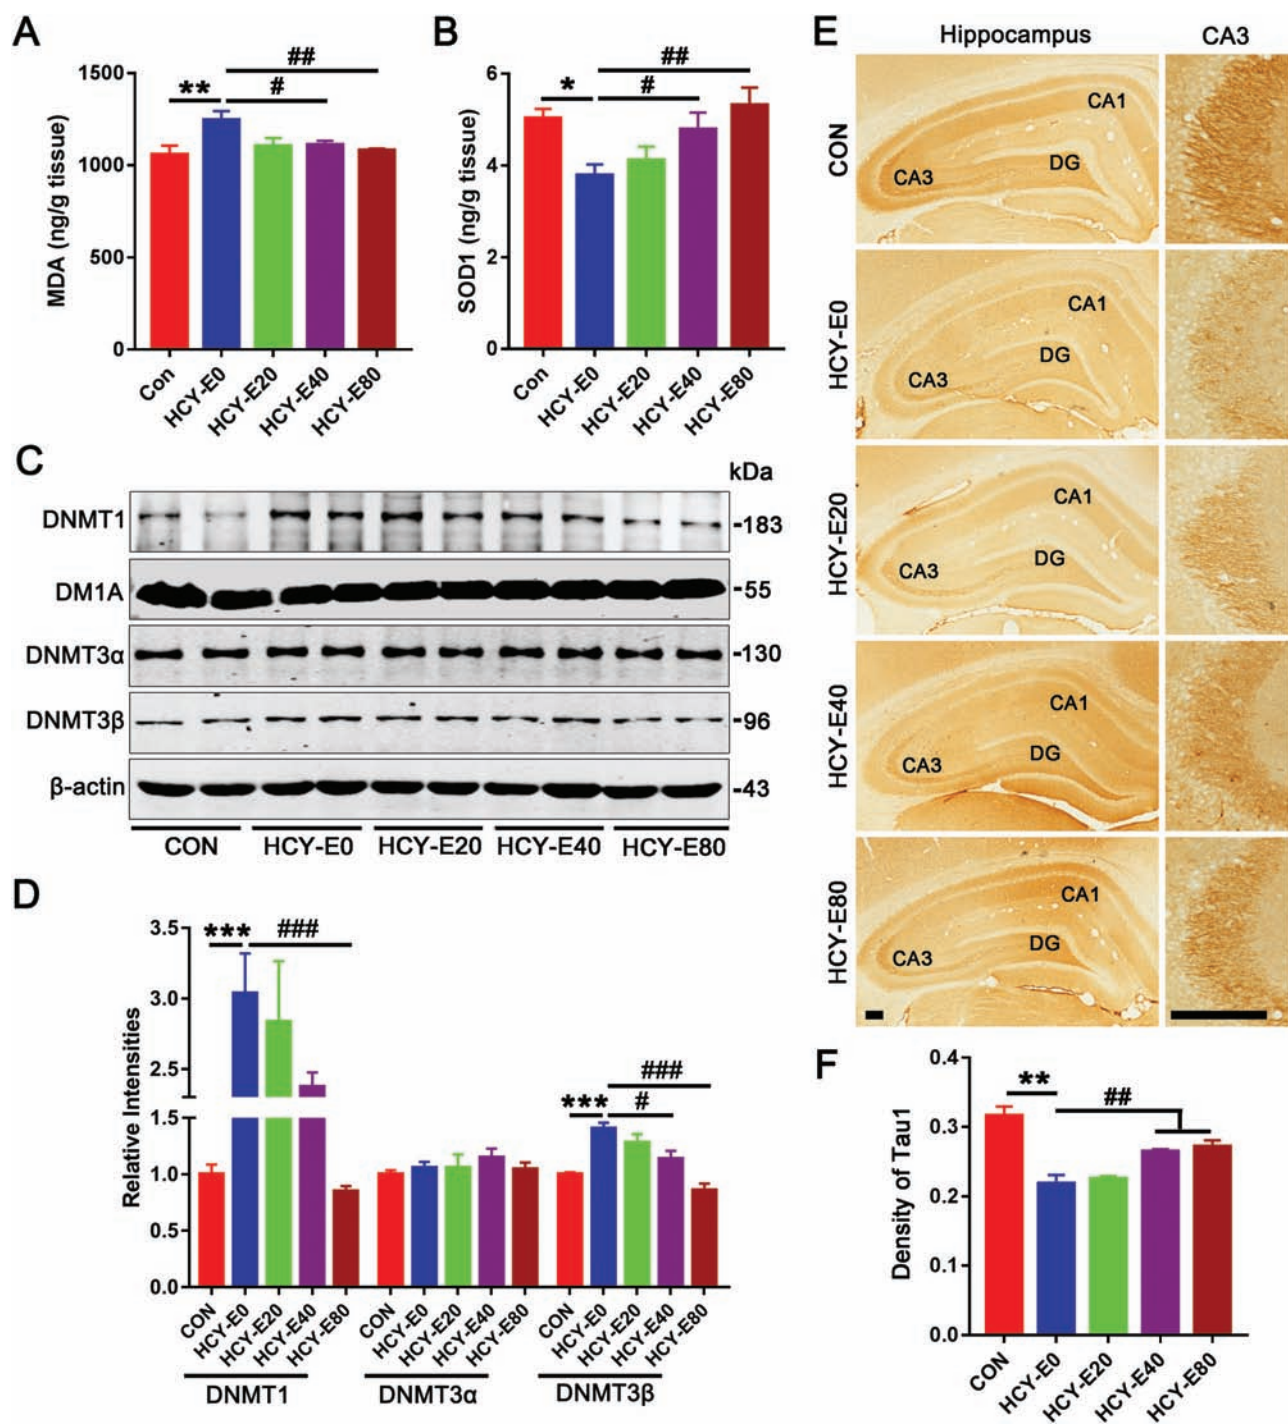 A
MDA (ng/g tissue)
1500
1000
500
0
**
##
#
Con
HCY-E0
HCY-E20
HCY-E40
HCY-E80
B
SOD1 (ng/g tissue)
6
4
2
0
*
##
#
Con
HCY-E0
HCY-E20
HCY-E40
HCY-E80
C
kDa
DNMT1
-183
DM1A
-55
DNMT3α
-130
DNMT3β
-96
β-actin
-43
CON HCY-E0 HCY-E20 HCY-E40 HCY-E80
D
Relative Intensities
3.5
3.0
2.5
1.5
1.0
0.5
0.0
***
###
***
###
#
CON
HCY-E0
HCY-E20
HCY-E40
HCY-E80
DNMT1
CON
HCY-E0
HCY-E20
HCY-E40
HCY-E80
DNMT3α
CON
HCY-E0
HCY-E20
HCY-E40
HCY-E80
DNMT3β
E
Hippocampus CA3
CON
CA1
DG
CA3
HCY-E0
CA1
DG
CA3
HCY-E20
CA1
DG
CA3
HCY-E40
CA1
DG
CA3
HCY-E80
CA1
DG
CA3
F
Density of Tau1
0.4
0.3
0.2
0.1
0.0
**
##
CON
HCY-E0
HCY-E20
HCY-E40
HCY-E80